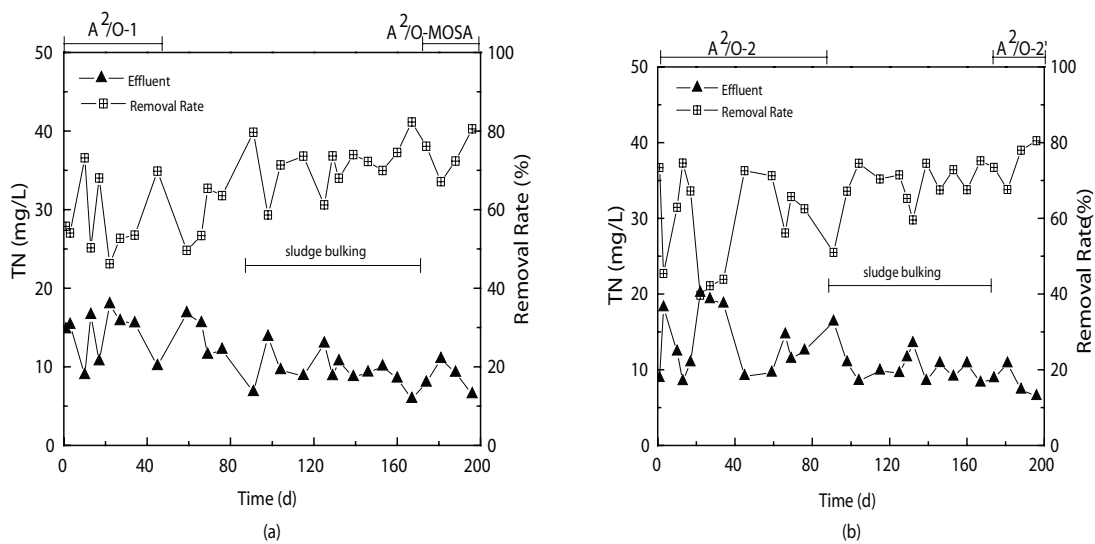 A²/O-1
A²/O-MOSA
50
40
30
20
10
0
TN (mg/L)
Effluent
Removal Rate
sludge bulking
100
80
60
40
20
0
Removal Rate (%)
0
40
80
120
160
200
Time (d)
(a)
A²/O-2
A²/O-2'
50
40
30
20
10
0
TN (mg/L)
Effluent
Removal Rate
sludge bulking
100
80
60
40
20
0
Removal Rate(%)
0
40
80
120
160
200
Time (d)
(b)